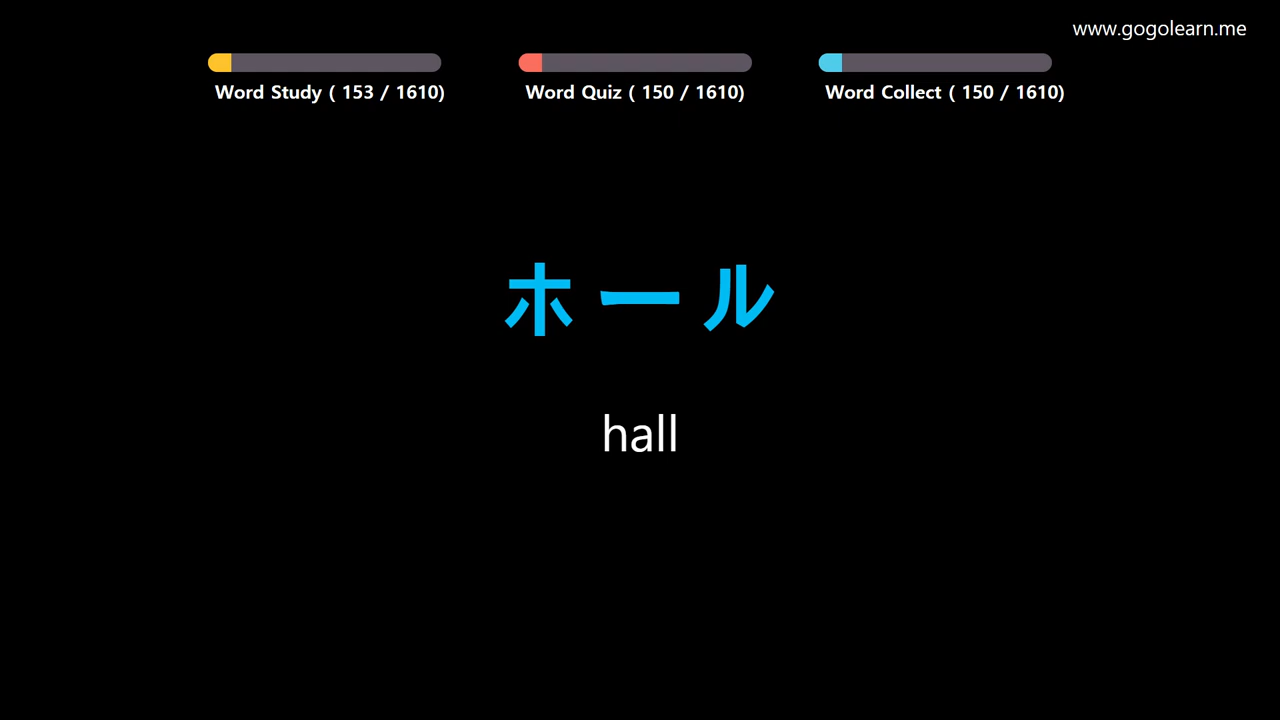 www.gogolearn.me
Word Study ( 153 / 1610)
Word Quiz ( 150 / 1610)
Word Collect ( 150 / 1610)
ホール
hall